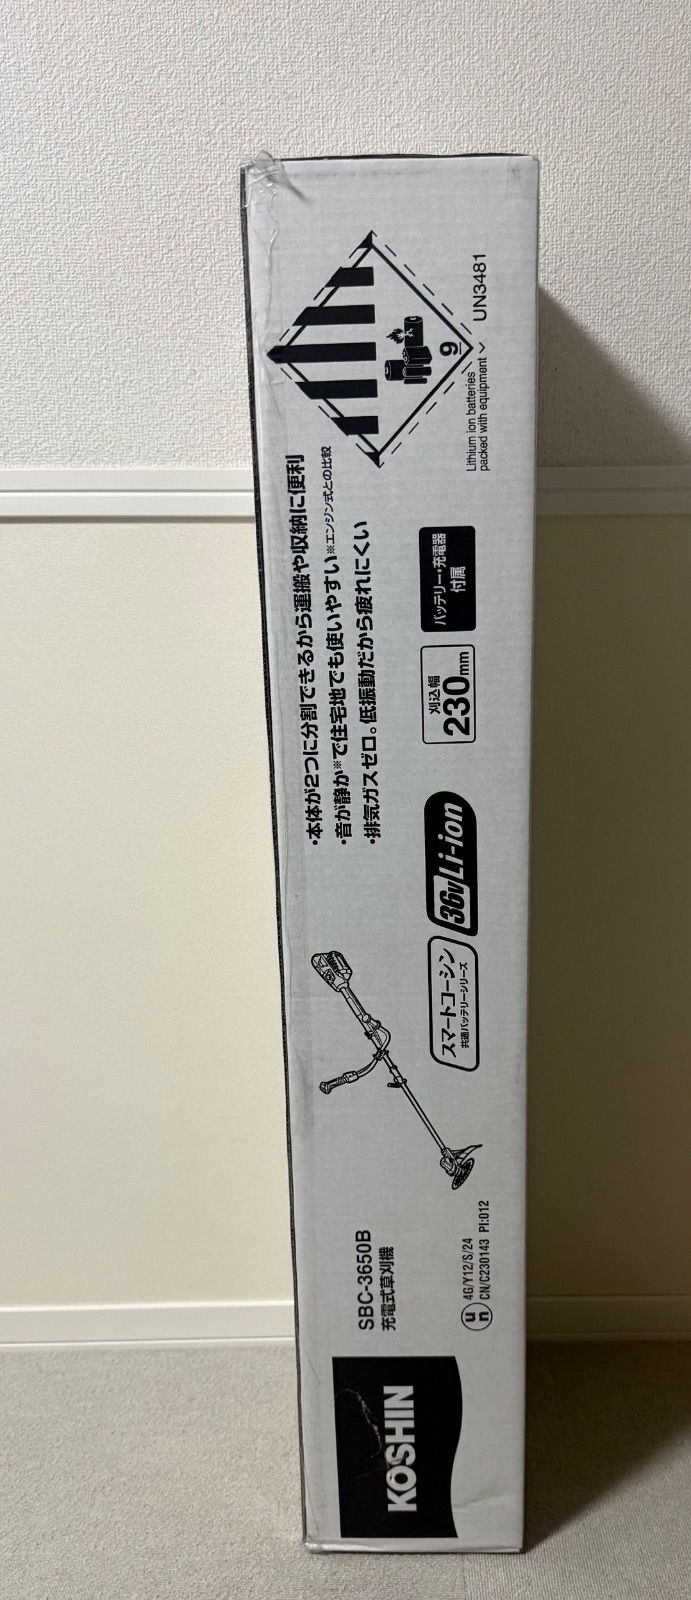 KOSHIN
SBC-3650B
充電式草刈機
un
4G/Y12/S/24
CN/C230143 PI:012
スマートコーシン
共通バッテリーシリーズ
36V Li-ion
刈込幅
230mm
バッテリー・充電器
付属
・本体が2つに分割できるから運搬や収納に便利
・音が静か※で住宅地でも使いやすい※エンジン式との比較
・排気ガスゼロ。低振動だから疲れにくい
9
Lithium ion batteries
packed with equipment
UN3481